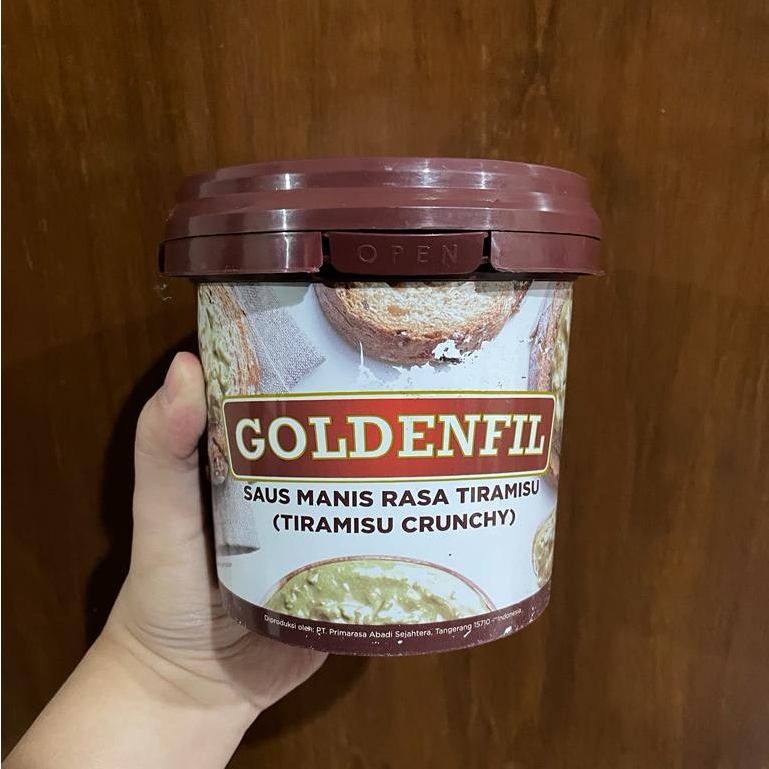 OPEN
GOLDENFIL
SAUS MANIS RASA TIRAMISU
(TIRAMISU CRUNCHY)
Diproduksi oleh: PT. Primarasa Abadi Sejahtera, Tangerang 15710 - Indonesia